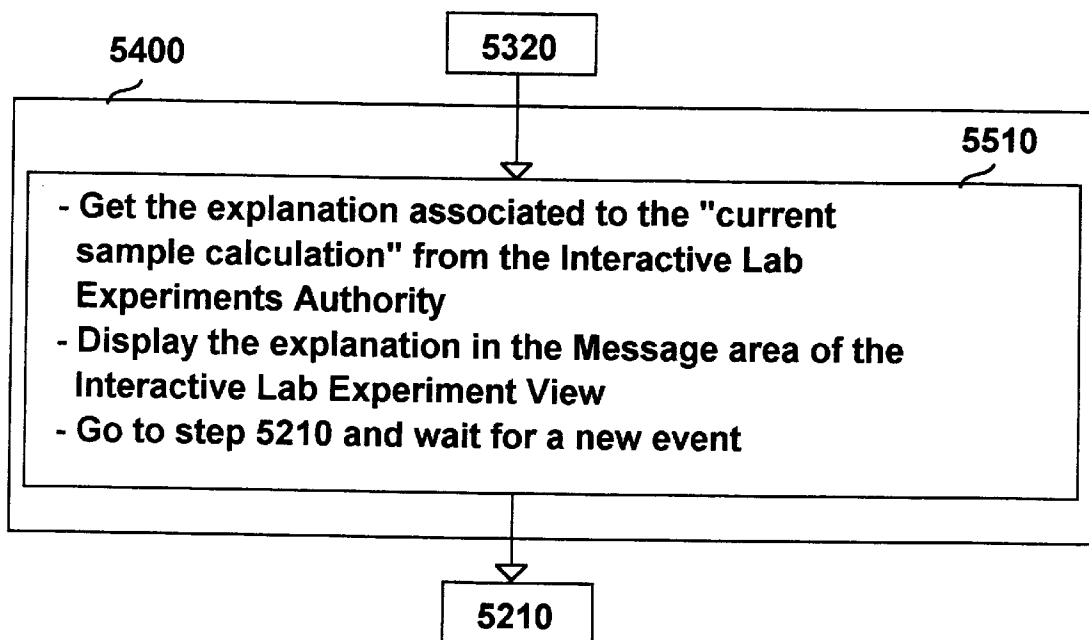 5400
5320
5510
- Get the explanation associated to the "current
sample calculation" from the Interactive Lab
Experiments Authority
- Display the explanation in the Message area of the
Interactive Lab Experiment View
- Go to step 5210 and wait for a new event
5210